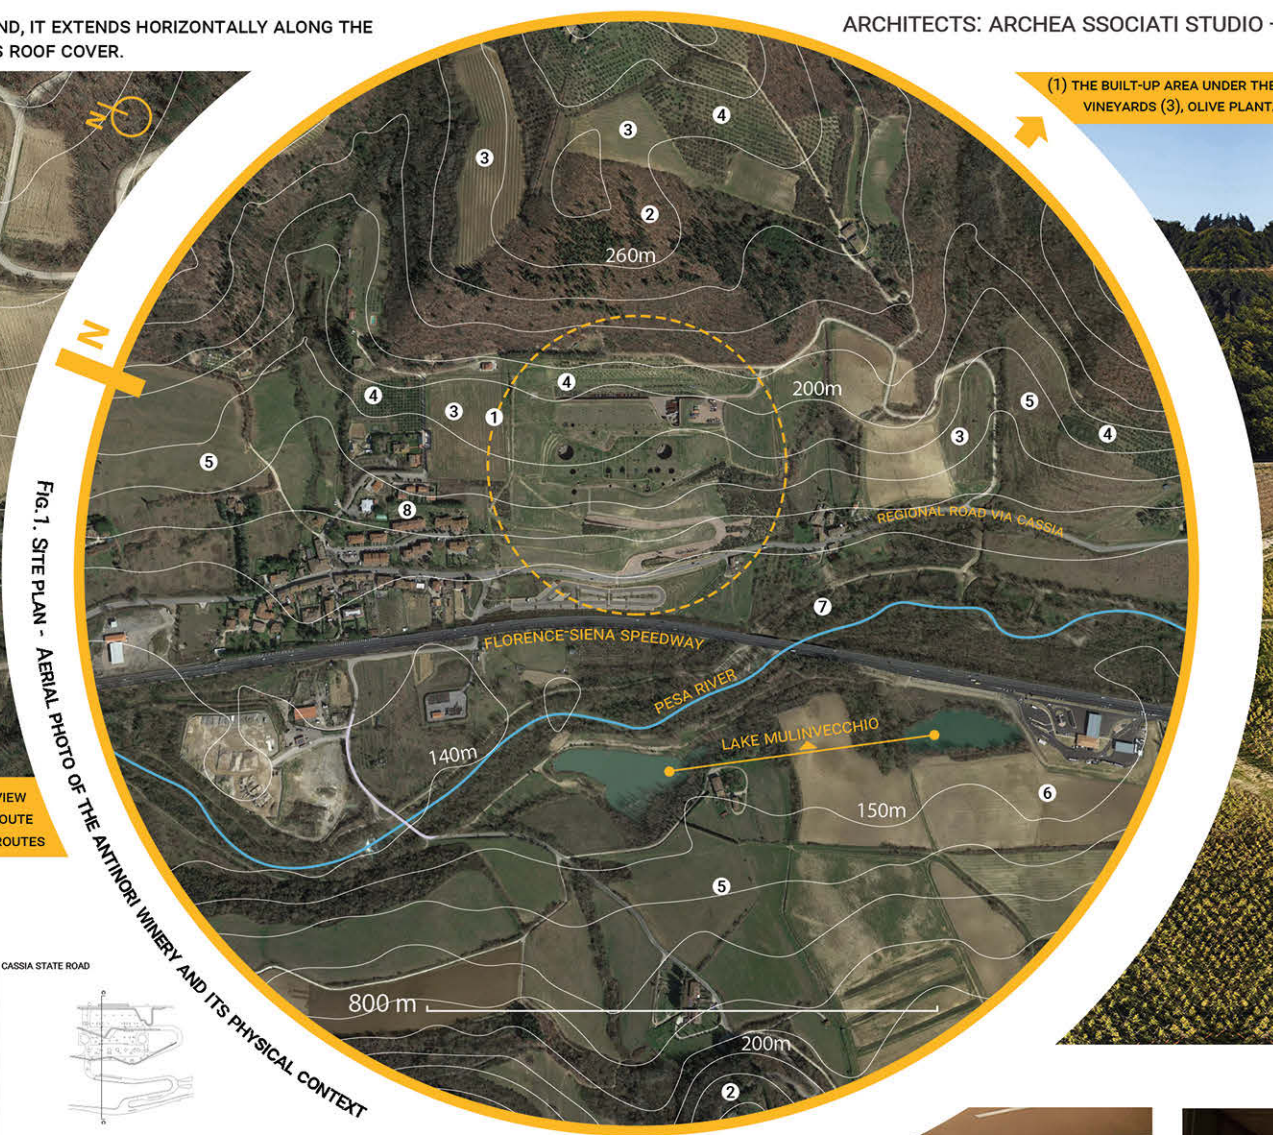 ND, IT EXTENDS HORIZONTALLY ALONG THE
S ROOF COVER.
ARCHITECTS: ARCHEA SSOCIATI STUDIO -
(1) THE BUILT-UP AREA UNDER THE
VINEYARDS (3), OLIVE PLANT
N
N
4
3
3
2
260m
4
200m
4
3
1
5
3
4
5
8
REGIONAL ROAD VIA CASSIA
7
FLORENCE-SIENA SPEEDWAY
PESA RIVER
LAKE MULINVECCHIO
140m
150m
6
5
800 m
200m
2
FIG.1. SITE PLAN - AERIAL PHOTO OF THE ANTINORI WINERY AND ITS PHYSICAL CONTEXT
VIEW
OUTE
ROUTES
CASSIA STATE ROAD